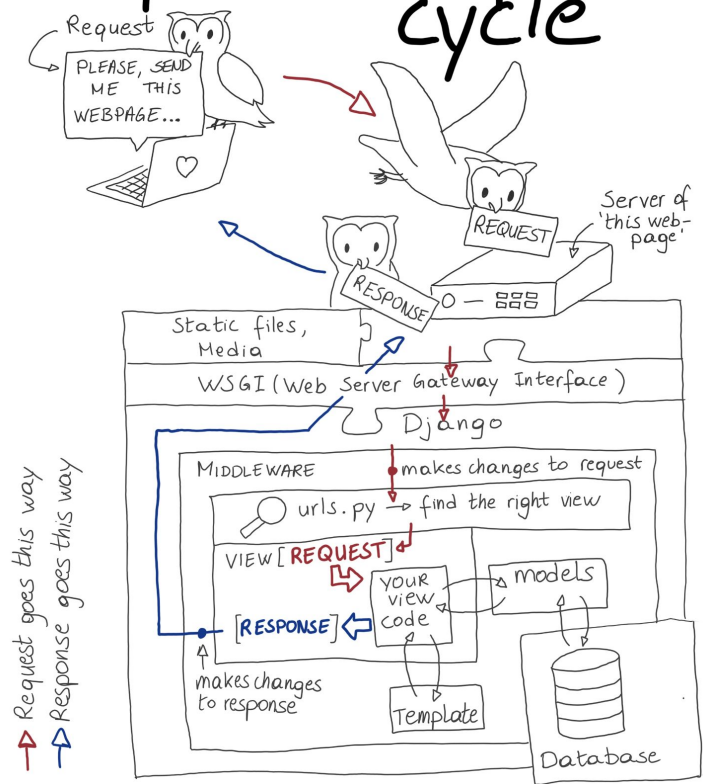 cycle
Request
PLEASE, SEND
ME THIS
WEBPAGE...
REQUEST
Server of
'this web-
page'
RESPONSE
Static files,
Media
WSGI (Web Server Gateway Interface)
Django
MIDDLEWARE
makes changes to request
urls.py → find the right view
VIEW [REQUEST]
YOUR
view
code
models
[RESPONSE]
makes changes
to response
Template
Database
Request goes this way
Response goes this way